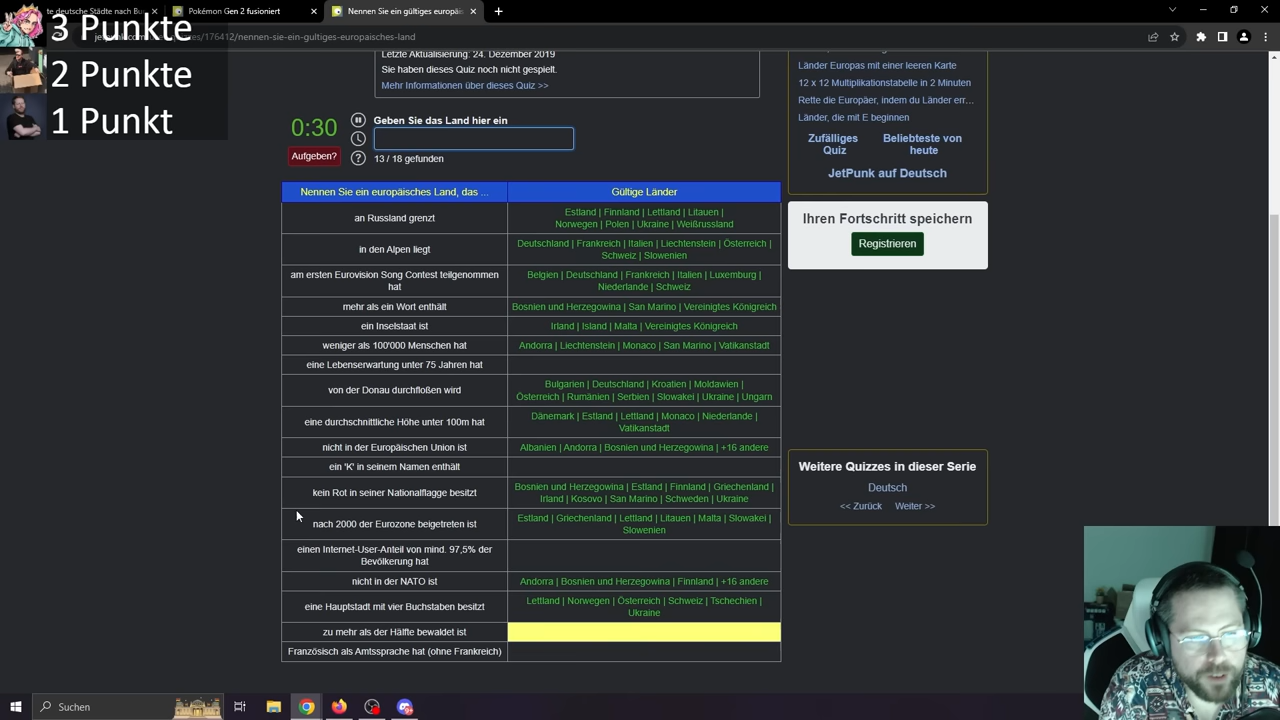 te deutsche Städte nach Bu
Pokémon Gen 2 fusioniert
Nennen Sie ein gültiges europäis
176412/nennen-sie-ein-gultiges-europaisches-land
3 Punkte
2 Punkte
1 Punkt
Letzte Aktualisierung: 24. Dezember 2019
Sie haben dieses Quiz noch nicht gespielt.
Mehr Informationen über dieses Quiz >>
0:30
Aufgeben?
Geben Sie das Land hier ein
13 / 18 gefunden
Nennen Sie ein europäisches Land, das ...
Gültige Länder
an Russland grenzt
Estland | Finnland | Lettland | Litauen |
Norwegen | Polen | Ukraine | Weißrussland
in den Alpen liegt
Deutschland | Frankreich | Italien | Liechtenstein | Österreich |
Schweiz | Slowenien
am ersten Eurovision Song Contest teilgenommen
hat
Belgien | Deutschland | Frankreich | Italien | Luxemburg |
Niederlande | Schweiz
mehr als ein Wort enthält
Bosnien und Herzegowina | San Marino | Vereinigtes Königreich
ein Inselstaat ist
Irland | Island | Malta | Vereinigtes Königreich
weniger als 100'000 Menschen hat
Andorra | Liechtenstein | Monaco | San Marino | Vatikanstadt
eine Lebenserwartung unter 75 Jahren hat
von der Donau durchfloßen wird
Bulgarien | Deutschland | Kroatien | Moldawien |
Österreich | Rumänien | Serbien | Slowakei | Ukraine | Ungarn
eine durchschnittliche Höhe unter 100m hat
Dänemark | Estland | Lettland | Monaco | Niederlande |
Vatikanstadt
nicht in der Europäischen Union ist
Albanien | Andorra | Bosnien und Herzegowina | +16 andere
ein 'K' in seinem Namen enthält
kein Rot in seiner Nationalflagge besitzt
Bosnien und Herzegowina | Estland | Finnland | Griechenland |
Irland | Kosovo | San Marino | Schweden | Ukraine
nach 2000 der Eurozone beigetreten ist
Estland | Griechenland | Lettland | Litauen | Malta | Slowakei |
Slowenien
einen Internet-User-Anteil von mind. 97,5% der
Bevölkerung hat
nicht in der NATO ist
Andorra | Bosnien und Herzegowina | Finnland | +16 andere
eine Hauptstadt mit vier Buchstaben besitzt
Lettland | Norwegen | Österreich | Schweiz | Tschechien |
Ukraine
zu mehr als der Hälfte bewaldet ist
Französisch als Amtssprache hat (ohne Frankreich)
Länder Europas mit einer leeren Karte
12 x 12 Multiplikationstabelle in 2 Minuten
Rette die Europäer, indem du Länder err...
Länder, die mit E beginnen
Zufälliges
Quiz
Beliebteste von
heute
JetPunk auf Deutsch
Ihren Fortschritt speichern
Registrieren
Weitere Quizzes in dieser Serie
Deutsch
<< Zurück
Weiter >>
Suchen